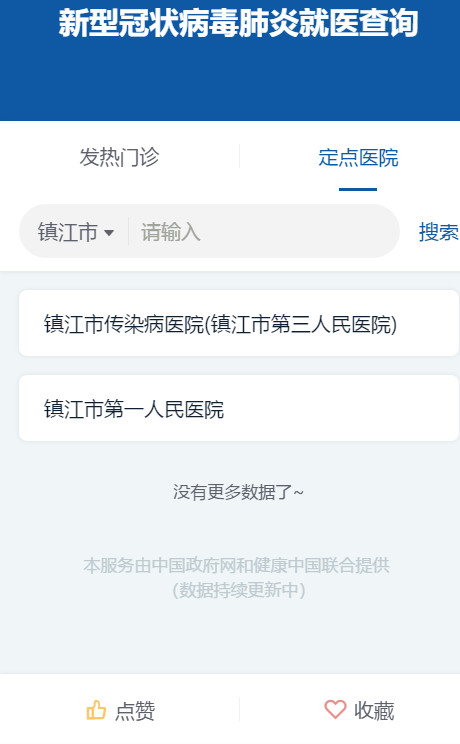 新型冠状病毒肺炎就医查询
发热门诊 定点医院
镇江市 请输入 搜索
镇江市传染病医院(镇江市第三人民医院)
镇江市第一人民医院
没有更多数据了~
本服务由中国政府网和健康中国联合提供
(数据持续更新中)
点赞 收藏